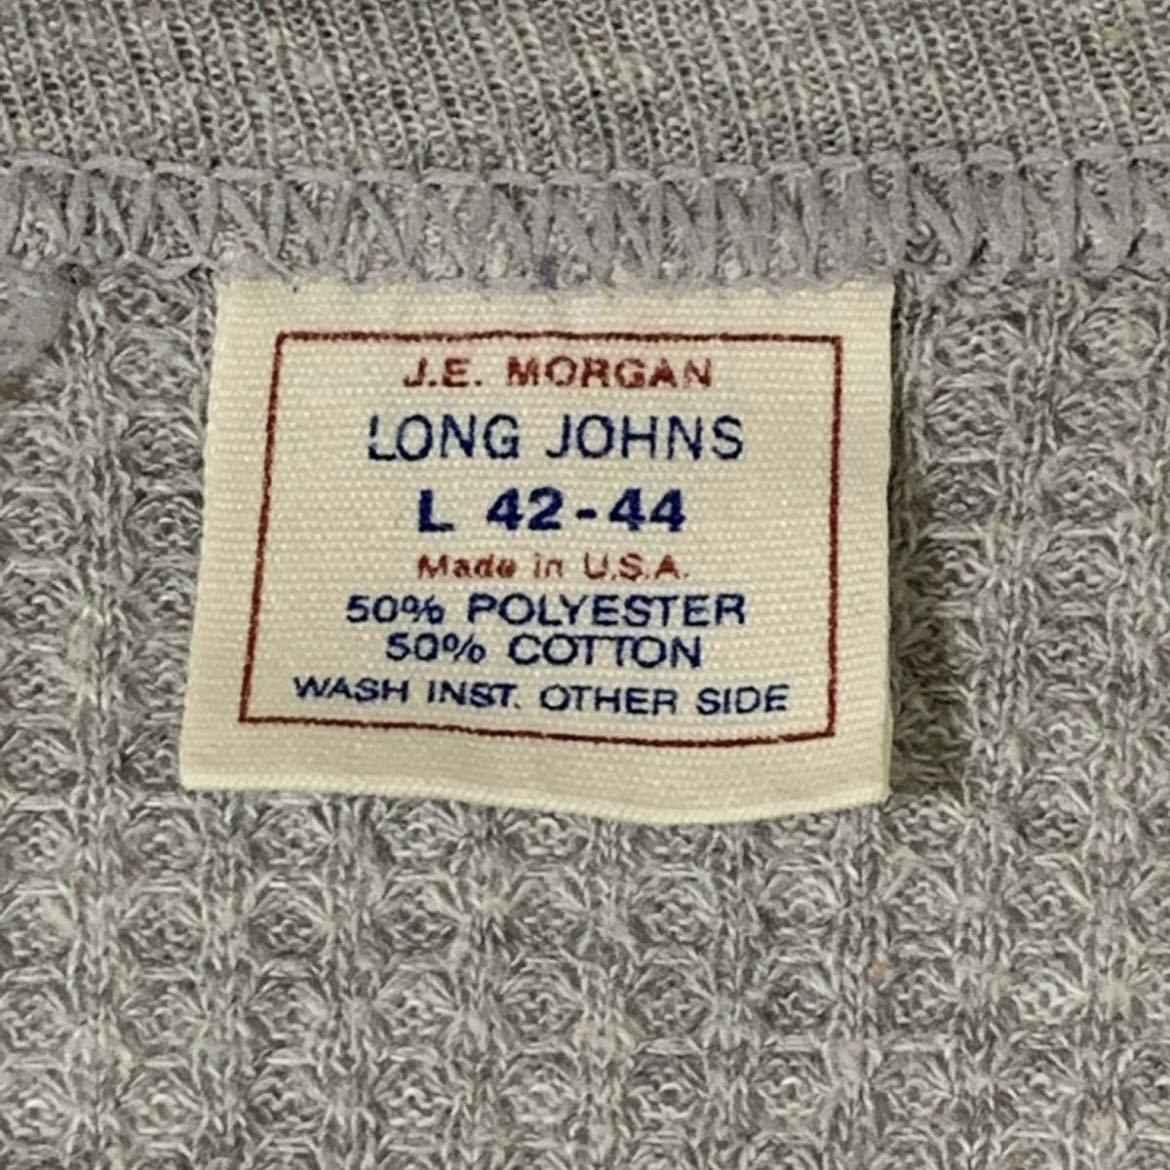 J.E. MORGAN
LONG JOHNS
L 42-44
Made in U.S.A.
50% POLYESTER
50% COTTON
WASH INST. OTHER SIDE